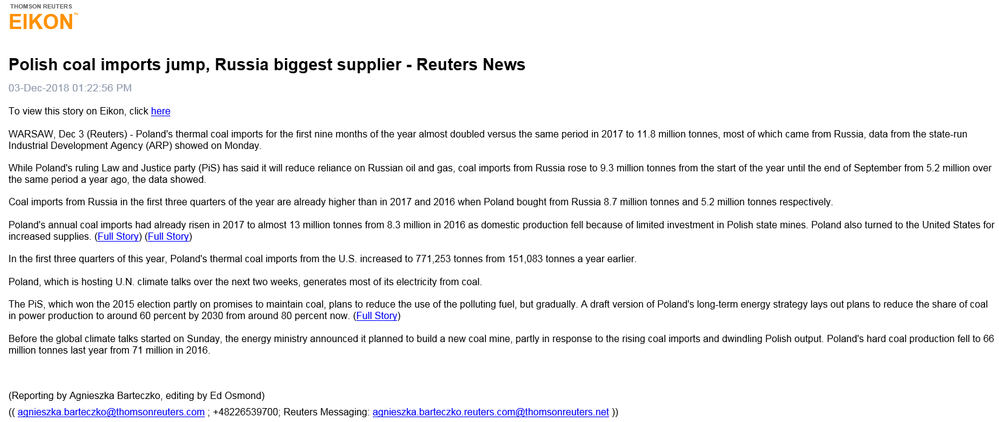 THOMSON REUTERS
EIKON™
Polish coal imports jump, Russia biggest supplier - Reuters News
03-Dec-2018 01:22:56 PM
To view this story on Eikon, click here
WARSAW, Dec 3 (Reuters) - Poland's thermal coal imports for the first nine months of the year almost doubled versus the same period in 2017 to 11.8 million tonnes, most of which came from Russia, data from the state-run
Industrial Development Agency (ARP) showed on Monday.
While Poland's ruling Law and Justice party (PiS) has said it will reduce reliance on Russian oil and gas, coal imports from Russia rose to 9.3 million tonnes from the start of the year until the end of September from 5.2 million over
the same period a year ago, the data showed.
Coal imports from Russia in the first three quarters of the year are already higher than in 2017 and 2016 when Poland bought from Russia 8.7 million tonnes and 5.2 million tonnes respectively.
Poland's annual coal imports had already risen in 2017 to almost 13 million tonnes from 8.3 million in 2016 as domestic production fell because of limited investment in Polish state mines. Poland also turned to the United States for
increased supplies. (Full Story) (Full Story)
In the first three quarters of this year, Poland's thermal coal imports from the U.S. increased to 771,253 tonnes from 151,083 tonnes a year earlier.
Poland, which is hosting U.N. climate talks over the next two weeks, generates most of its electricity from coal.
The PiS, which won the 2015 election partly on promises to maintain coal, plans to reduce the use of the polluting fuel, but gradually. A draft version of Poland's long-term energy strategy lays out plans to reduce the share of coal
in power production to around 60 percent by 2030 from around 80 percent now. (Full Story)
Before the global climate talks started on Sunday, the energy ministry announced it planned to build a new coal mine, partly in response to the rising coal imports and dwindling Polish output. Poland's hard coal production fell to 66
million tonnes last year from 71 million in 2016.
(Reporting by Agnieszka Barteczko, editing by Ed Osmond)
(( agnieszka.barteczko@thomsonreuters.com ; +48226539700; Reuters Messaging: agnieszka.barteczko.reuters.com@thomsonreuters.net ))